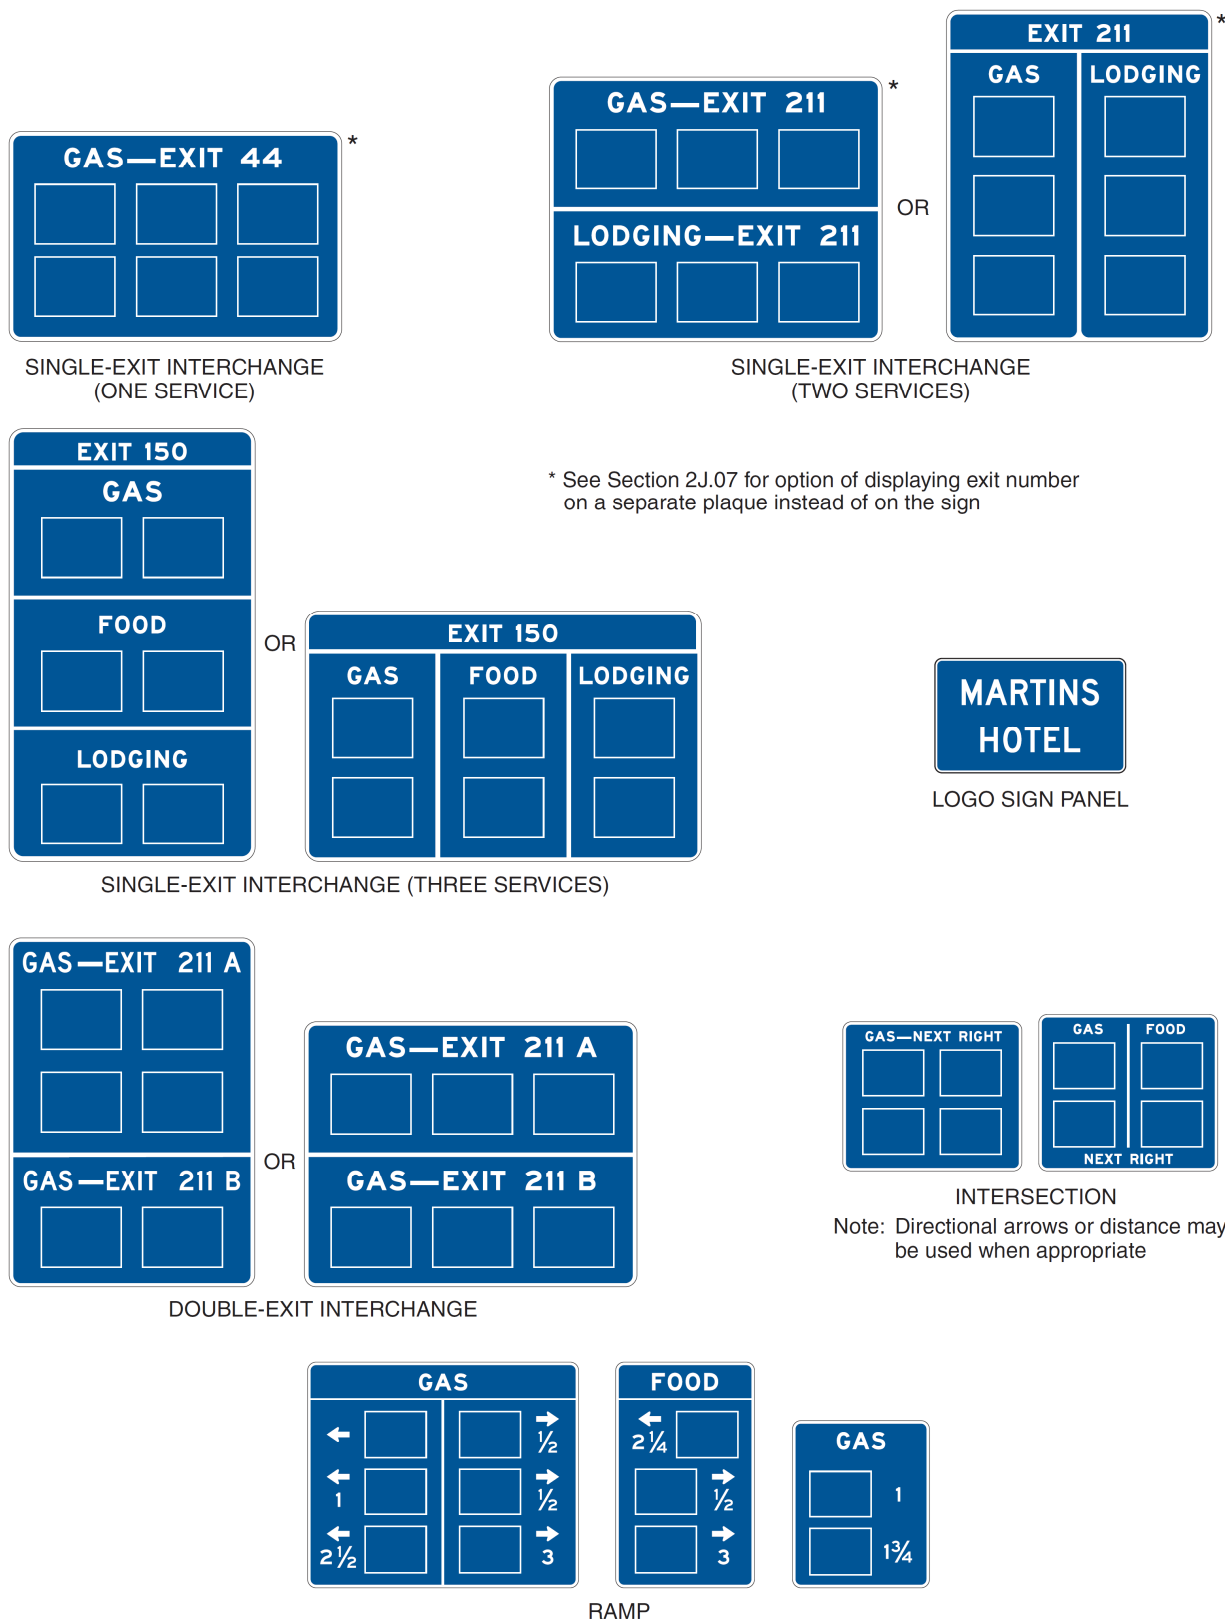 GAS—EXIT 44
*
SINGLE-EXIT INTERCHANGE
(ONE SERVICE)
GAS—EXIT 211
*
LODGING—EXIT 211
OR
EXIT 211
*
GAS
LODGING
SINGLE-EXIT INTERCHANGE
(TWO SERVICES)
* See Section 2J.07 for option of displaying exit number
on a separate plaque instead of on the sign
EXIT 150
GAS
FOOD
LODGING
OR
EXIT 150
GAS
FOOD
LODGING
SINGLE-EXIT INTERCHANGE (THREE SERVICES)
MARTINS
HOTEL
LOGO SIGN PANEL
GAS—EXIT 211 A
GAS—EXIT 211 B
OR
GAS—EXIT 211 A
GAS—EXIT 211 B
DOUBLE-EXIT INTERCHANGE
GAS—NEXT RIGHT
GAS
FOOD
NEXT RIGHT
INTERSECTION
Note: Directional arrows or distance may
be used when appropriate
GAS
←
→
½
←
1
→
½
←
2½
→
3
FOOD
←
2¼
→
½
→
3
GAS
1
1¾
RAMP